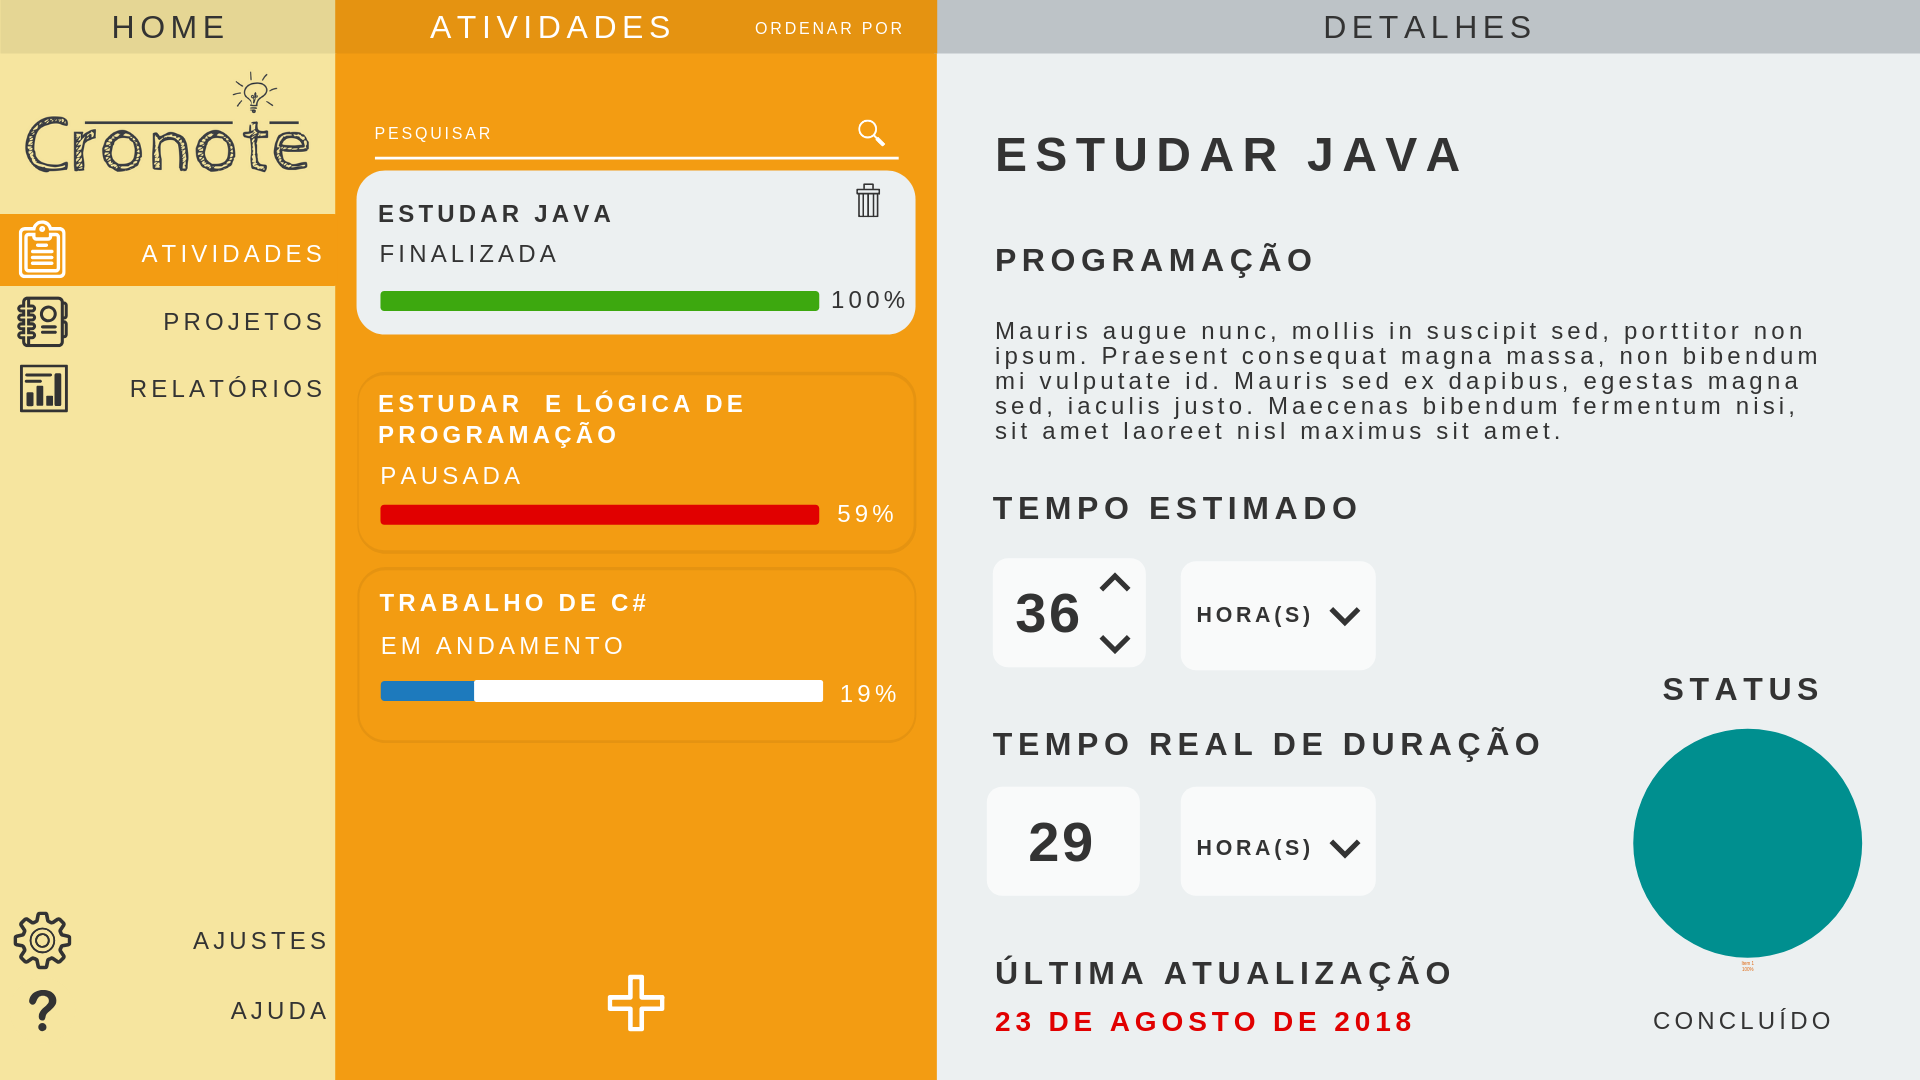 HOME
Cronote
ATIVIDADES
PROJETOS
RELATÓRIOS
AJUSTES
AJUDA
ATIVIDADES
ORDENAR POR
PESQUISAR
ESTUDAR JAVA
FINALIZADA
100%
ESTUDAR  E LÓGICA DE
PROGRAMAÇÃO
PAUSADA
59%
TRABALHO DE C#
EM ANDAMENTO
19%
DETALHES
ESTUDAR JAVA
PROGRAMAÇÃO
Mauris augue nunc, mollis in suscipit sed, porttitor non
ipsum. Praesent consequat magna massa, non bibendum
mi vulputate id. Mauris sed ex dapibus, egestas magna
sed, iaculis justo. Maecenas bibendum fermentum nisi,
sit amet laoreet nisl maximus sit amet.
TEMPO ESTIMADO
36
HORA(S)
TEMPO REAL DE DURAÇÃO
29
HORA(S)
ÚLTIMA ATUALIZAÇÃO
23 DE AGOSTO DE 2018
STATUS
Item 1
100%
CONCLUÍDO